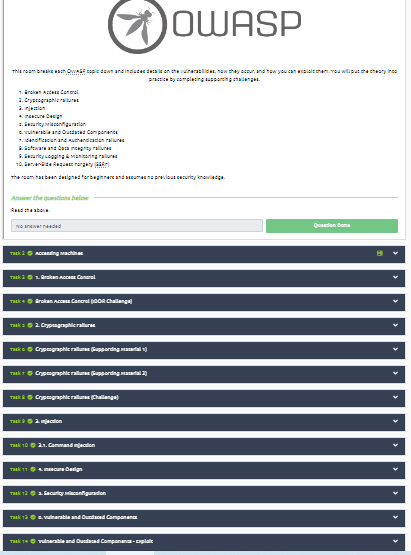 OWASP
This room breaks each OWASP topic down and includes details on the vulnerabilities, how they occur, and how you can exploit them. You will put the theory into
practice by completing supporting challenges.
1. Broken Access Control
2. Cryptographic Failures
3. Injection
4. Insecure Design
5. Security Misconfiguration
6. Vulnerable and Outdated Components
7. Identification and Authentication Failures
8. Software and Data Integrity Failures
9. Security Logging & Monitoring Failures
10. Server-Side Request Forgery (SSRF)
The room has been designed for beginners and assumes no previous security knowledge.
Answer the questions below
Read the above.
No answer needed
Question Done
Task 2 Accessing Machines
Task 3 1. Broken Access Control
Task 4 Broken Access Control (IDOR Challenge)
Task 5 2. Cryptographic Failures
Task 6 Cryptographic Failures (Supporting Material 1)
Task 7 Cryptographic Failures (Supporting Material 2)
Task 8 Cryptographic Failures (Challenge)
Task 9 3. Injection
Task 10 3.1. Command Injection
Task 11 4. Insecure Design
Task 12 5. Security Misconfiguration
Task 13 6. Vulnerable and Outdated Components
Task 14 Vulnerable and Outdated Components - Exploit